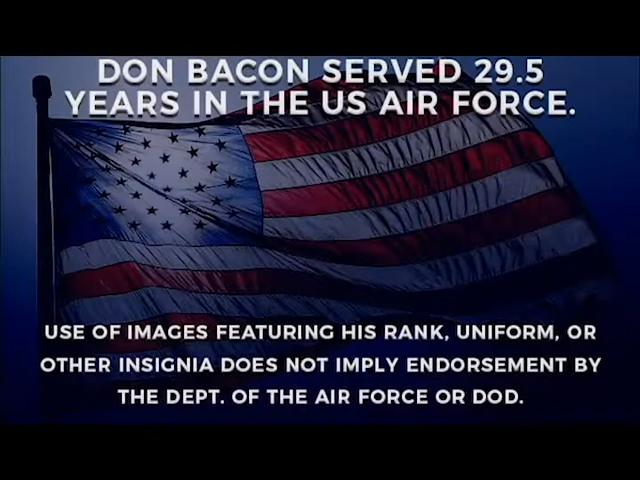 DON BACON SERVED 29.5
YEARS IN THE US AIR FORCE.
USE OF IMAGES FEATURING HIS RANK, UNIFORM, OR
OTHER INSIGNIA DOES NOT IMPLY ENDORSEMENT BY
THE DEPT. OF THE AIR FORCE OR DOD.